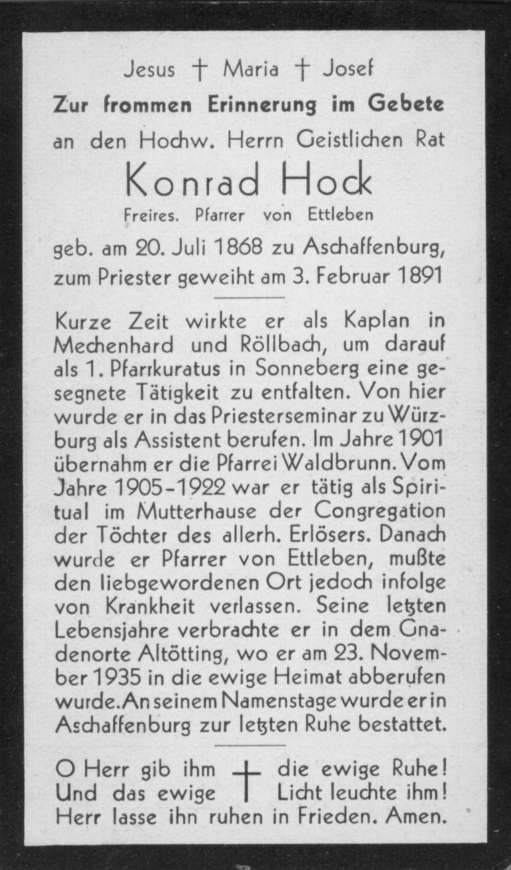 Jesus † Maria † Josef
Zur frommen Erinnerung im Gebete
an den Hochw. Herrn Geistlichen Rat
Konrad Hock
Freires. Pfarrer von Ettleben
geb. am 20. Juli 1868 zu Aschaffenburg,
zum Priester geweiht am 3. Februar 1891
Kurze Zeit wirkte er als Kaplan in
Mechenhard und Röllbach, um darauf
als 1. Pfarrkuratus in Sonneberg eine ge-
segnete Tätigkeit zu entfalten. Von hier
wurde er in das Priesterseminar zu Würz-
burg als Assistent berufen. Im Jahre 1901
übernahm er die Pfarrei Waldbrunn. Vom
Jahre 1905-1922 war er tätig als Spiri-
tual im Mutterhause der Congregation
der Töchter des allerh. Erlösers. Danach
wurde er Pfarrer von Ettleben, mußte
den liebgewordenen Ort jedoch infolge
von Krankheit verlassen. Seine letzten
Lebensjahre verbrachte er in dem Gna-
denorte Altötting, wo er am 23. Novem-
ber 1935 in die ewige Heimat abberufen
wurde. An seinem Namenstage wurde er in
Aschaffenburg zur letzten Ruhe bestattet.
O Herr gib ihm † die ewige Ruhe!
Und das ewige Licht leuchte ihm!
Herr lasse ihn ruhen in Frieden. Amen.